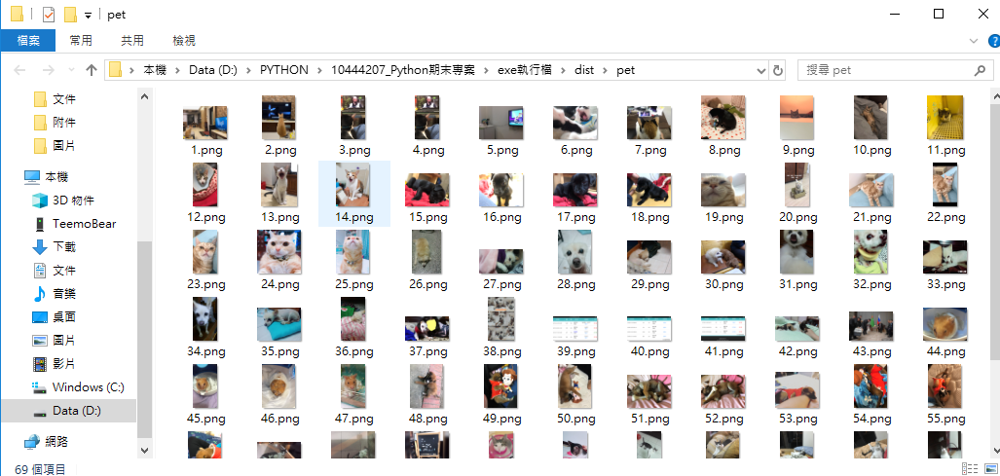 pet
檔案 常用 共用 檢視
本機 Data (D:) PYTHON 10444207_Python期末專案 exe執行檔 dist pet
搜尋 pet
文件
附件
圖片
本機
3D 物件
TeemoBear
下載
文件
音樂
桌面
圖片
影片
Windows (C:)
Data (D:)
網路
1.png 2.png 3.png 4.png 5.png 6.png 7.png 8.png 9.png 10.png 11.png
12.png 13.png 14.png 15.png 16.png 17.png 18.png 19.png 20.png 21.png 22.png
23.png 24.png 25.png 26.png 27.png 28.png 29.png 30.png 31.png 32.png 33.png
34.png 35.png 36.png 37.png 38.png 39.png 40.png 41.png 42.png 43.png 44.png
45.png 46.png 47.png 48.png 49.png 50.png 51.png 52.png 53.png 54.png 55.png
69 個項目